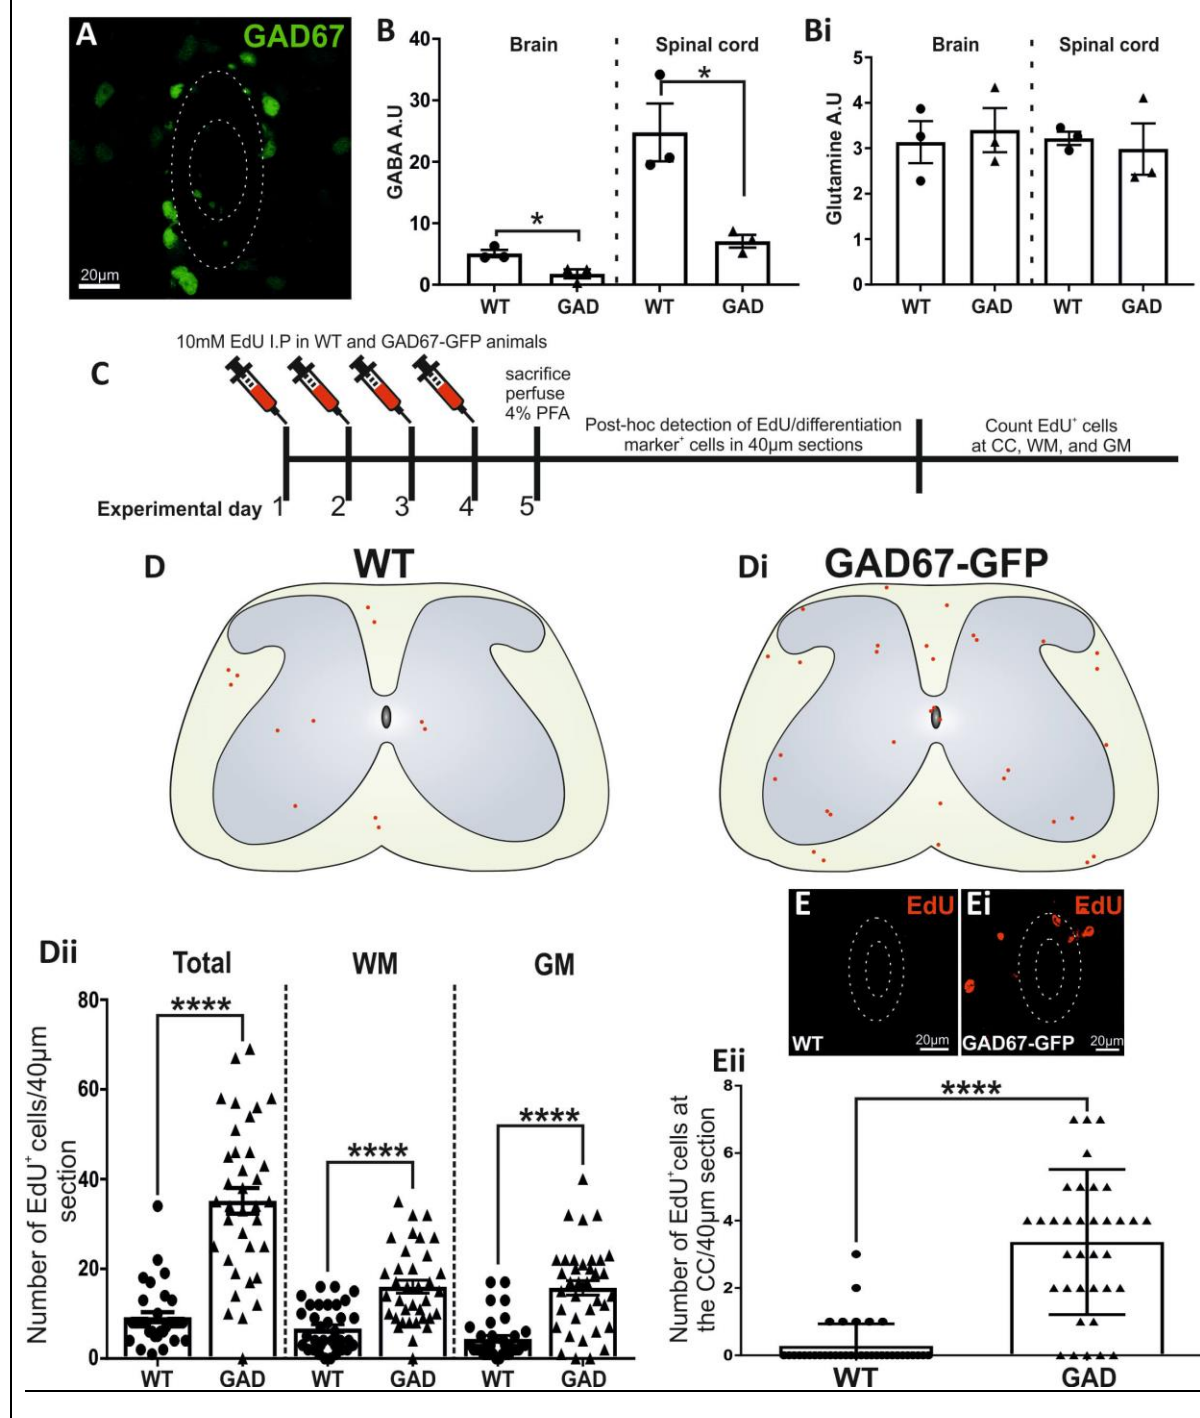 A
GAD67
20µm
B
Brain
Spinal cord
GABA A.U
40
30
20
10
0
*
*
WT
GAD
WT
GAD
Bi
Brain
Spinal cord
Glutamine A.U
5
4
3
2
1
0
WT
GAD
WT
GAD
C
10mM EdU I.P in WT and GAD67-GFP animals
sacrifice
perfuse
4% PFA
Post-hoc detection of EdU/differentiation
marker⁺ cells in 40µm sections
Count EdU⁺ cells
at CC, WM, and GM
Experimental day 1 2 3 4 5
D
WT
Di
GAD67-GFP
E
EdU
WT
20µm
Ei
EdU
GAD67-GFP
20µm
Dii
Total
WM
GM
Number of EdU⁺ cells/40µm
section
80
60
40
20
0
****
****
****
WT
GAD
WT
GAD
WT
GAD
Eii
Number of EdU⁺cells at
the CC/40µm section
8
6
4
2
0
****
WT
GAD